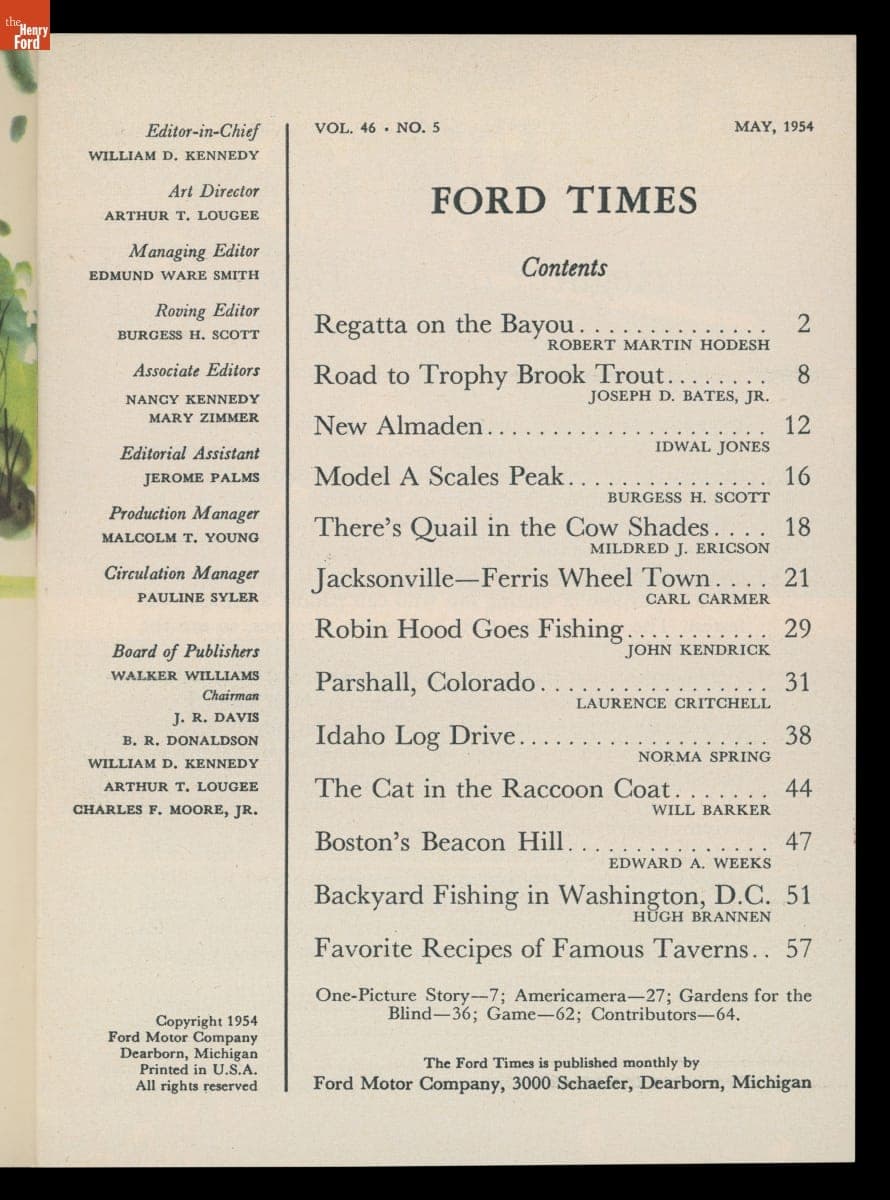 the
Henry
Ford
Editor-in-Chief
WILLIAM D. KENNEDY
Art Director
ARTHUR T. LOUGEE
Managing Editor
EDMUND WARE SMITH
Roving Editor
BURGESS H. SCOTT
Associate Editors
NANCY KENNEDY
MARY ZIMMER
Editorial Assistant
JEROME PALMS
Production Manager
MALCOLM T. YOUNG
Circulation Manager
PAULINE SYLER
Board of Publishers
WALKER WILLIAMS
Chairman
J. R. DAVIS
B. R. DONALDSON
WILLIAM D. KENNEDY
ARTHUR T. LOUGEE
CHARLES F. MOORE, JR.
Copyright 1954
Ford Motor Company
Dearborn, Michigan
Printed in U.S.A.
All rights reserved
VOL. 46 • NO. 5 MAY, 1954
FORD TIMES
Contents
Regatta on the Bayou.............. 2
ROBERT MARTIN HODESH
Road to Trophy Brook Trout........ 8
JOSEPH D. BATES, JR.
New Almaden..................... 12
IDWAL JONES
Model A Scales Peak............... 16
BURGESS H. SCOTT
There's Quail in the Cow Shades.... 18
MILDRED J. ERICSON
Jacksonville—Ferris Wheel Town.... 21
CARL CARMER
Robin Hood Goes Fishing........... 29
JOHN KENDRICK
Parshall, Colorado................. 31
LAURENCE CRITCHELL
Idaho Log Drive................... 38
NORMA SPRING
The Cat in the Raccoon Coat....... 44
WILL BARKER
Boston's Beacon Hill............... 47
EDWARD A. WEEKS
Backyard Fishing in Washington, D.C. 51
HUGH BRANNEN
Favorite Recipes of Famous Taverns.. 57
One-Picture Story—7; Americamera—27; Gardens for the
Blind—36; Game—62; Contributors—64.
The Ford Times is published monthly by
Ford Motor Company, 3000 Schaefer, Dearborn, Michigan